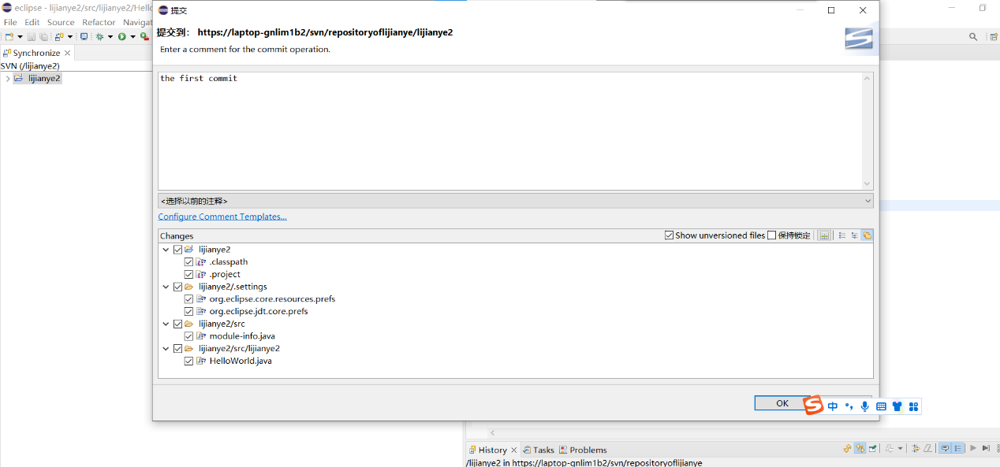 eclipse - lijianye2/src/lijianye2/Hello
File Edit Source Refactor Navigat
Synchronize
SVN (/lijianye2)
lijianye2
提交
提交到： https://laptop-gnlim1b2/svn/repositoryoflijianye/lijianye2
Enter a comment for the commit operation.
the first commit
<选择以前的注释>
Configure Comment Templates...
Changes
Show unversioned files 保持锁定
lijianye2
.classpath
.project
lijianye2/.settings
org.eclipse.core.resources.prefs
org.eclipse.jdt.core.prefs
lijianye2/src
module-info.java
lijianye2/src/lijianye2
HelloWorld.java
OK
中
History Tasks Problems
/lijianye2 in https://laptop-gnlim1b2/svn/repositoryoflijianye